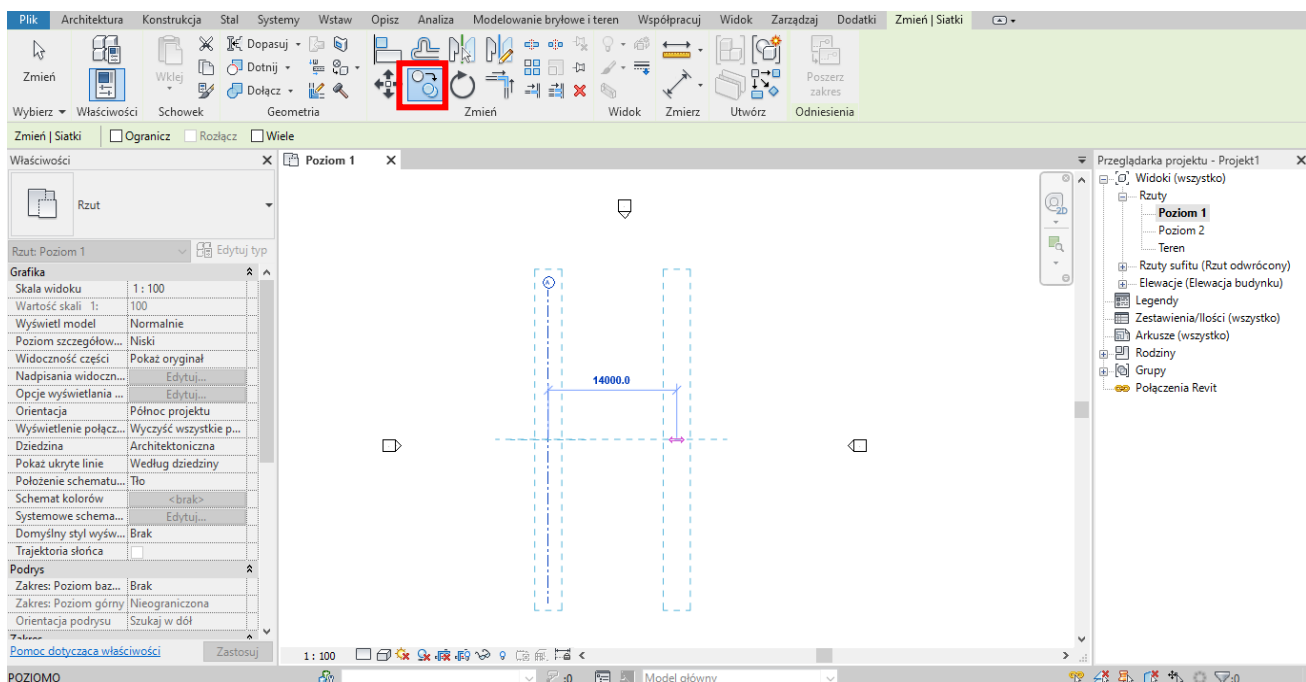 Plik Architektura Konstrukcja Stal Systemy Wstaw Opisz Analiza Modelowanie bryłowe i teren Współpracuj Widok Zarządzaj Dodatki Zmień | Siatki
Zmień
Wklej
Dopasuj
Dotnij
Dołącz
Poszerz
zakres
Wybierz Właściwości Schowek Geometria Zmień Widok Zmierz Utwórz Odniesienia
Zmień | Siatki Ogranicz Rozłącz Wiele
Właściwości X
Poziom 1 X
Przeglądarka projektu - Projekt1 X
Rzut
Rzut: Poziom 1 Edytuj typ
Grafika
Skala widoku 1 : 100
Wartość skali 1: 100
Wyświetl model Normalnie
Poziom szczegółow... Niski
Widoczność części Pokaż oryginał
Nadpisania widoczn... Edytuj...
Opcje wyświetlania ... Edytuj...
Orientacja Północ projektu
Wyświetlenie połącz... Wyczyść wszystkie p...
Dziedzina Architektoniczna
Pokaż ukryte linie Według dziedziny
Położenie schematu... Tło
Schemat kolorów <brak>
Systemowe schema... Edytuj...
Domyślny styl wyśw... Brak
Trajektoria słońca
Podrys
Zakres: Poziom baz... Brak
Zakres: Poziom górny Nieograniczona
Orientacja podrysu Szukaj w dół
Zakres
Pomoc dotycząca właściwości Zastosuj
2D
A
14000.0
1 : 100
Widoki (wszystko)
Rzuty
Poziom 1
Poziom 2
Teren
Rzuty sufitu (Rzut odwrócony)
Elewacje (Elewacja budynku)
Legendy
Zestawienia/Ilości (wszystko)
Arkusze (wszystko)
Rodziny
Grupy
Połączenia Revit
POZIOMO :0 Model główny :0